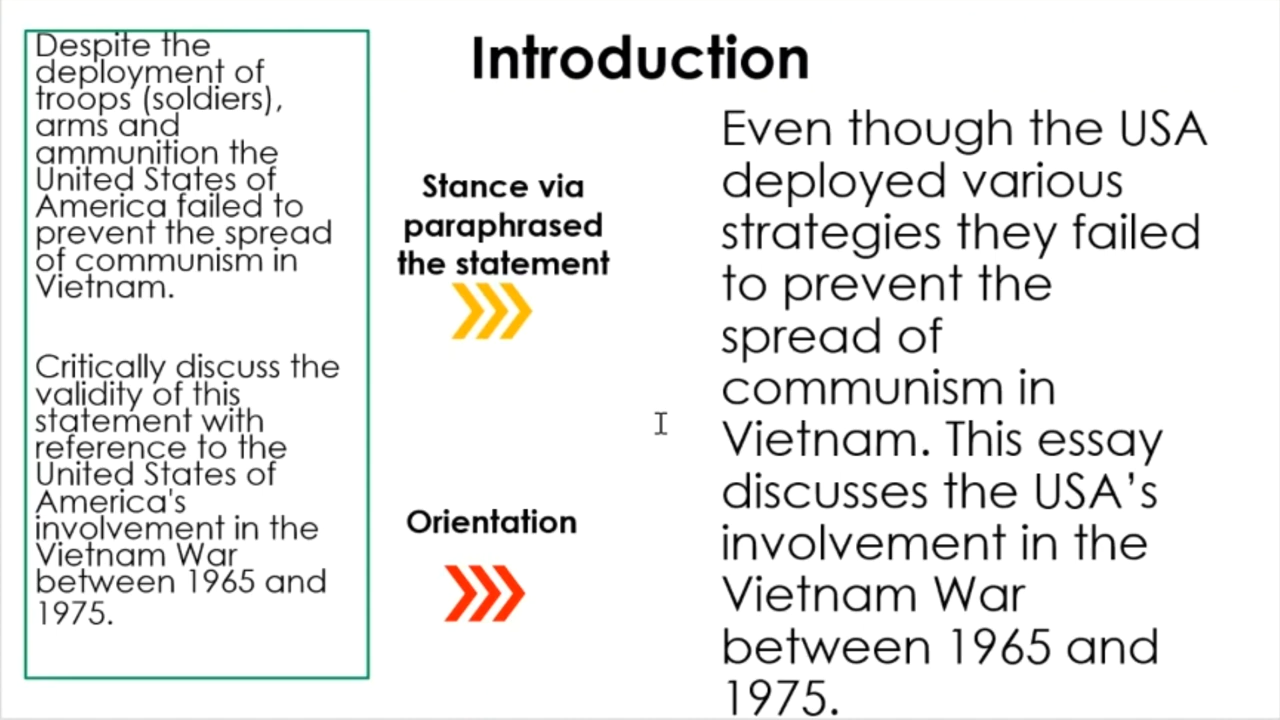 Introduction
Despite the
deployment of
troops (soldiers),
arms and
ammunition the
United States of
America failed to
prevent the spread
of communism in
Vietnam.
Critically discuss the
validity of this
statement with
reference to the
United States of
America's
involvement in the
Vietnam War
between 1965 and
1975.
Stance via
paraphrased
the statement
Orientation
Even though the USA
deployed various
strategies they failed
to prevent the
spread of
communism in
Vietnam. This essay
discusses the USA’s
involvement in the
Vietnam War
between 1965 and
1975.